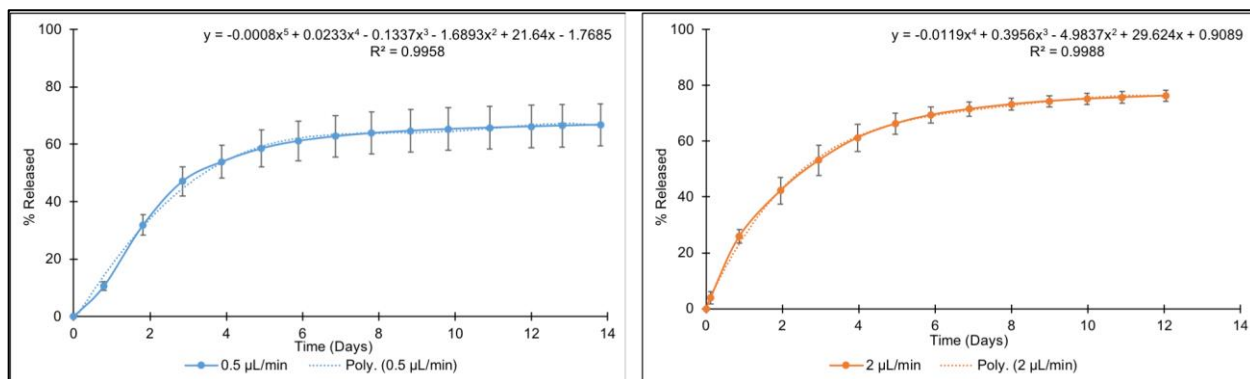 y = -0.0008x⁵ + 0.0233x⁴ - 0.1337x³ - 1.6893x² + 21.64x - 1.7685
R² = 0.9958
100
80
60
40
20
0
% Released
0 2 4 6 8 10 12 14
Time (Days)
0.5 µL/min Poly. (0.5 µL/min)
y = -0.0119x⁴ + 0.3956x³ - 4.9837x² + 29.624x + 0.9089
R² = 0.9988
100
80
60
40
20
0
% Released
0 2 4 6 8 10 12 14
Time (Days)
2 µL/min Poly. (2 µL/min)